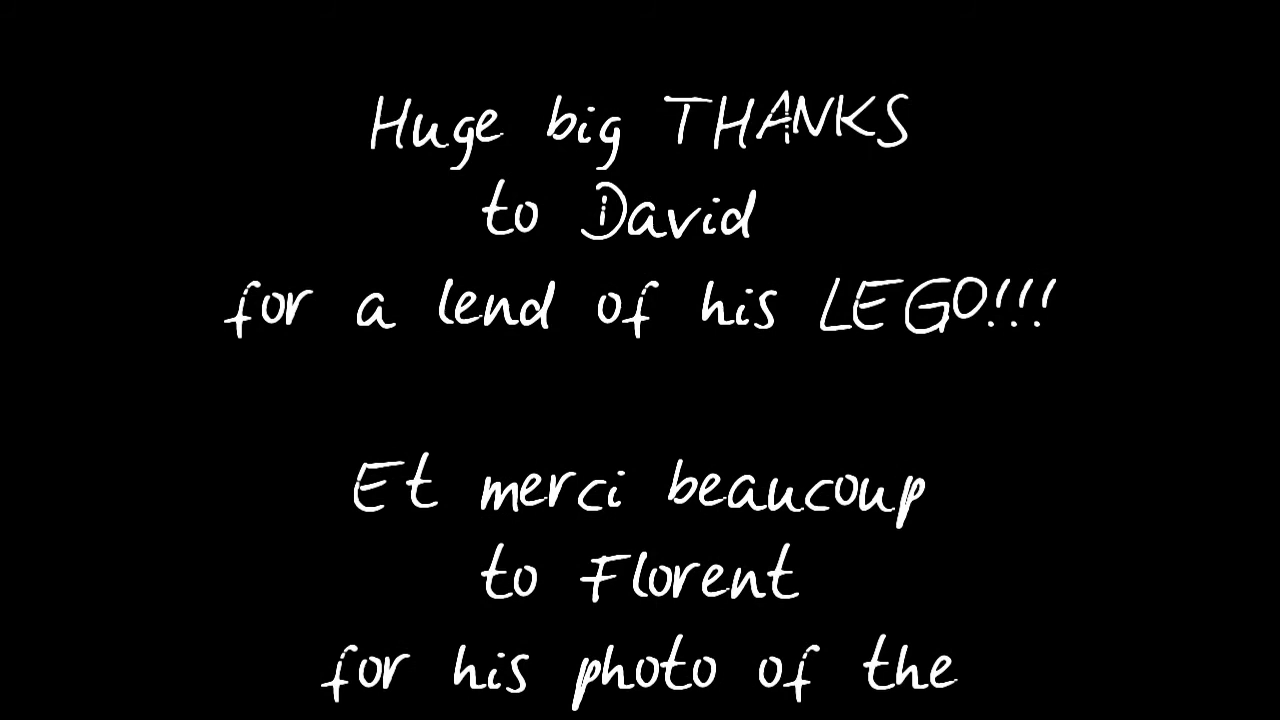 Huge big THANKS
to David
for a lend of his LEGO!!!
Et merci beaucoup
to Florent
for his photo of the